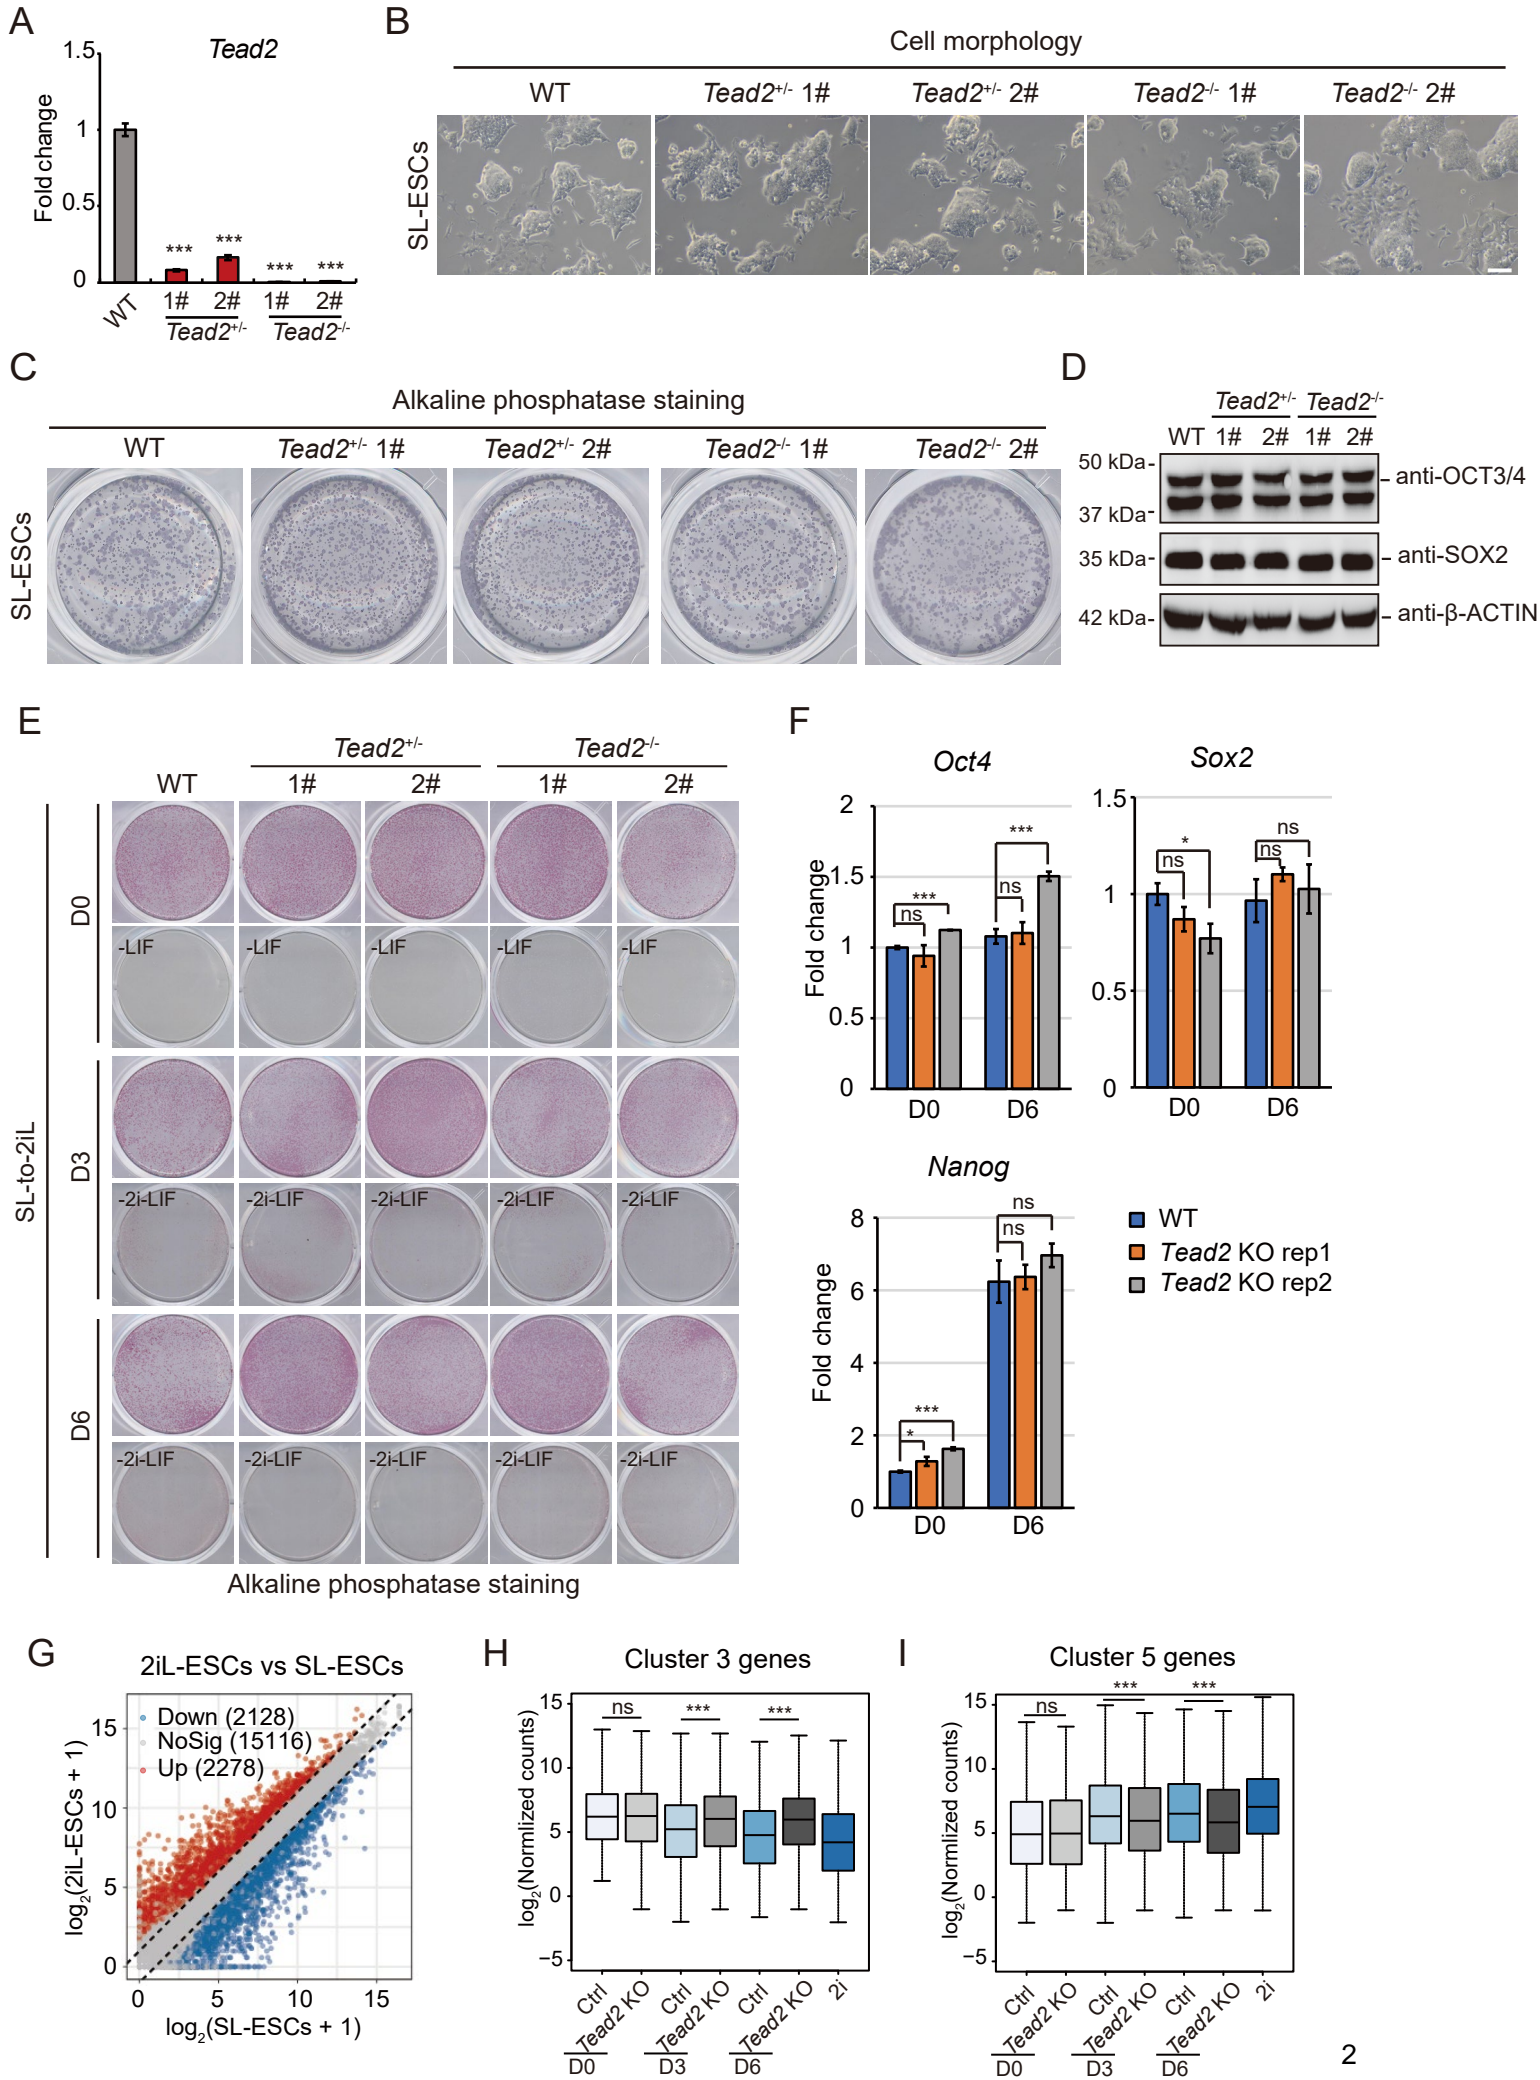 A
Tead2
Fold change
1.5
1
0.5
0
***
***
***
***
WT
1#
2#
1#
2#
Tead2+/-
Tead2-/-
B
Cell morphology
WT
Tead2+/- 1#
Tead2+/- 2#
Tead2-/- 1#
Tead2-/- 2#
SL-ESCs
C
Alkaline phosphatase staining
WT
Tead2+/- 1#
Tead2+/- 2#
Tead2-/- 1#
Tead2-/- 2#
SL-ESCs
D
Tead2+/-
Tead2-/-
WT 1# 2# 1# 2#
50 kDa
anti-OCT3/4
37 kDa
35 kDa
anti-SOX2
42 kDa
anti-β-ACTIN
E
Tead2+/-
Tead2-/-
WT
1#
2#
1#
2#
SL-to-2iL
D0
-LIF
-LIF
-LIF
-LIF
-LIF
D3
-2i-LIF
-2i-LIF
-2i-LIF
-2i-LIF
-2i-LIF
D6
-2i-LIF
-2i-LIF
-2i-LIF
-2i-LIF
-2i-LIF
Alkaline phosphatase staining
F
Oct4
Fold change
2
1.5
1
0.5
0
***
ns
***
ns
D0
D6
Sox2
1.5
1
0.5
0
*
ns
ns
ns
D0
D6
Nanog
Fold change
8
6
4
2
0
***
*
ns
ns
D0
D6
WT
Tead2 KO rep1
Tead2 KO rep2
G
2iL-ESCs vs SL-ESCs
Down (2128)
NoSig (15116)
Up (2278)
log2(2iL-ESCs + 1)
15
10
5
0
0
5
10
15
log2(SL-ESCs + 1)
H
Cluster 3 genes
log2(Normlized counts)
15
10
5
0
−5
ns
***
***
Ctrl
Tead2 KO
Ctrl
Tead2 KO
Ctrl
Tead2 KO
2i
D0
D3
D6
I
Cluster 5 genes
log2(Normlized counts)
15
10
5
0
−5
ns
***
***
Ctrl
Tead2 KO
Ctrl
Tead2 KO
Ctrl
Tead2 KO
2i
D0
D3
D6
2